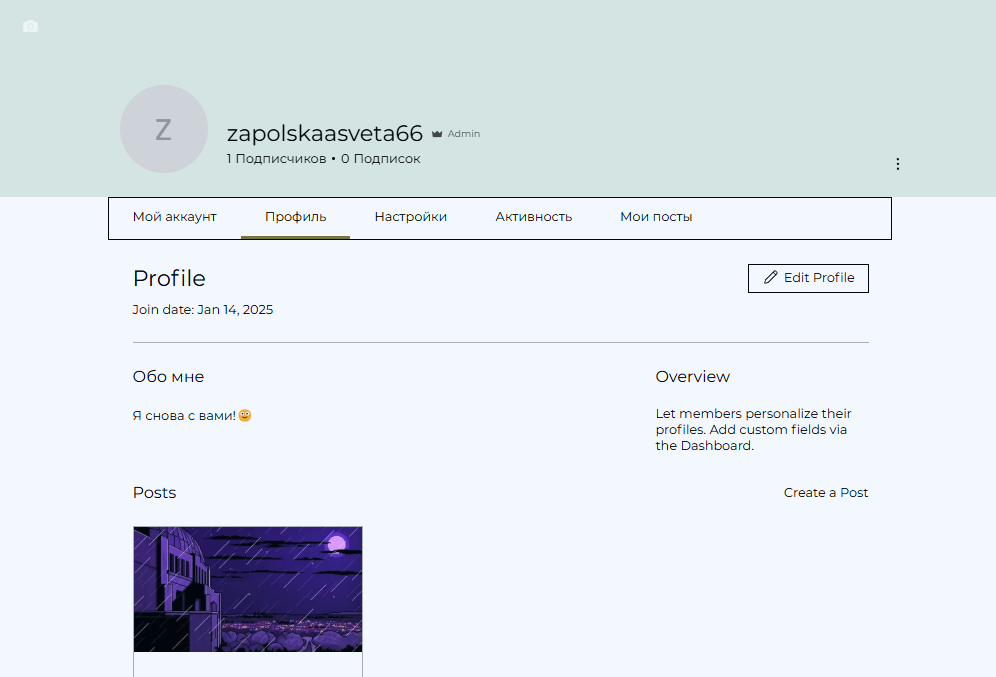 Z
zapolskaasveta66 Admin
1 Подписчиков • 0 Подписок
Мой аккаунт Профиль Настройки Активность Мои посты
Profile
Edit Profile
Join date: Jan 14, 2025
Обо мне
Я снова с вами!
Overview
Let members personalize their
profiles. Add custom fields via
the Dashboard.
Posts
Create a Post